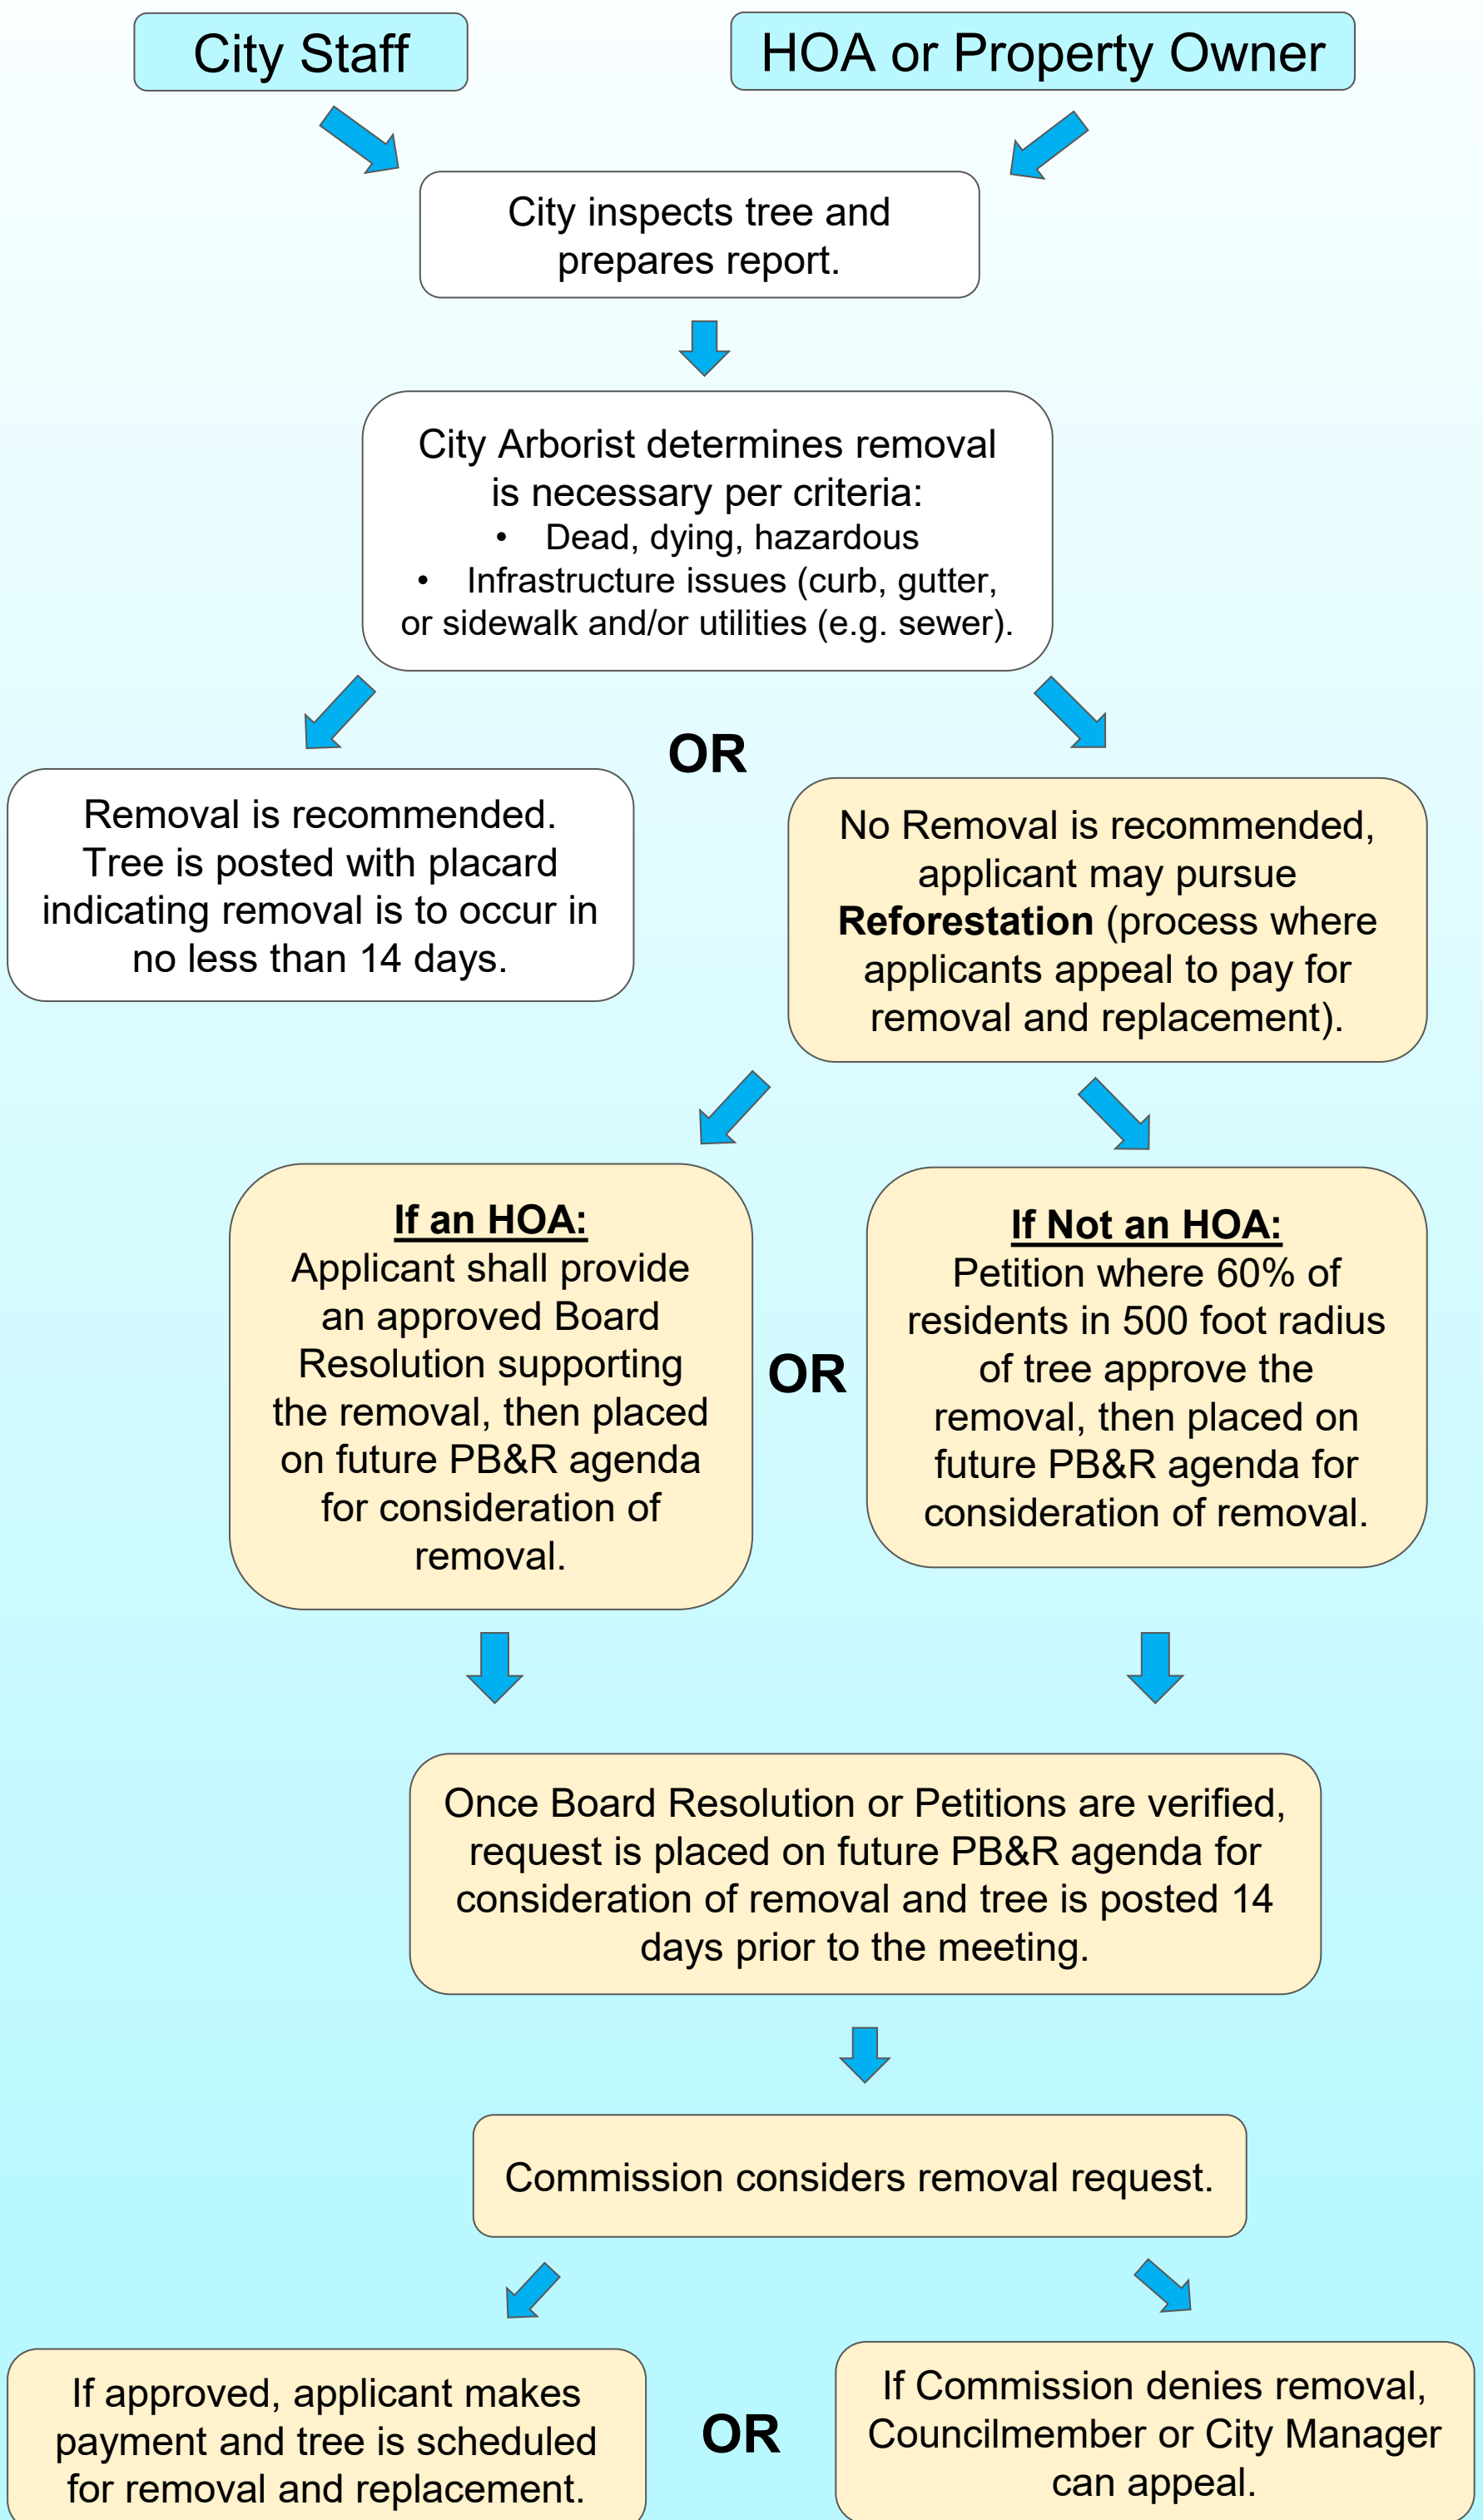 City Staff
HOA or Property Owner
City inspects tree and
prepares report.
City Arborist determines removal
is necessary per criteria:
• Dead, dying, hazardous
• Infrastructure issues (curb, gutter,
or sidewalk and/or utilities (e.g. sewer).
OR
Removal is recommended.
Tree is posted with placard
indicating removal is to occur in
no less than 14 days.
No Removal is recommended,
applicant may pursue
Reforestation (process where
applicants appeal to pay for
removal and replacement).
If an HOA:
Applicant shall provide
an approved Board
Resolution supporting
the removal, then placed
on future PB&R agenda
for consideration of
removal.
OR
If Not an HOA:
Petition where 60% of
residents in 500 foot radius
of tree approve the
removal, then placed on
future PB&R agenda for
consideration of removal.
Once Board Resolution or Petitions are verified,
request is placed on future PB&R agenda for
consideration of removal and tree is posted 14
days prior to the meeting.
Commission considers removal request.
If approved, applicant makes
payment and tree is scheduled
for removal and replacement.
OR
If Commission denies removal,
Councilmember or City Manager
can appeal.